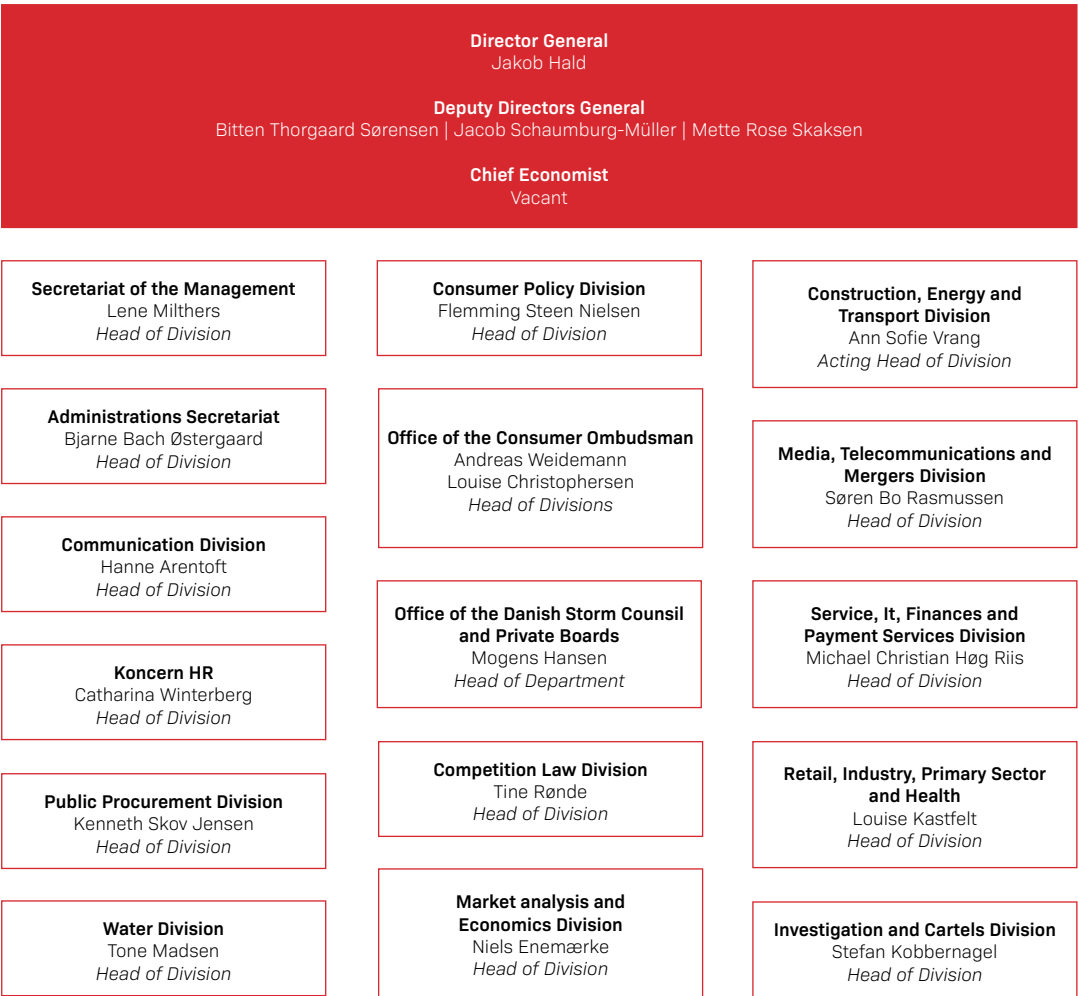 Director General
Jakob Hald
Deputy Directors General
Bitten Thorgaard Sørensen | Jacob Schaumburg-Müller | Mette Rose Skaksen
Chief Economist
Vacant
Secretariat of the Management
Lene Milthers
Head of Division
Administrations Secretariat
Bjarne Bach Østergaard
Head of Division
Communication Division
Hanne Arentoft
Head of Division
Koncern HR
Catharina Winterberg
Head of Division
Public Procurement Division
Kenneth Skov Jensen
Head of Division
Water Division
Tone Madsen
Head of Division
Consumer Policy Division
Flemming Steen Nielsen
Head of Division
Office of the Consumer Ombudsman
Andreas Weidemann
Louise Christophersen
Head of Divisions
Office of the Danish Storm Counsil
and Private Boards
Mogens Hansen
Head of Department
Competition Law Division
Tine Rønde
Head of Division
Market analysis and
Economics Division
Niels Enemærke
Head of Division
Construction, Energy and
Transport Division
Ann Sofie Vrang
Acting Head of Division
Media, Telecommunications and
Mergers Division
Søren Bo Rasmussen
Head of Division
Service, It, Finances and
Payment Services Division
Michael Christian Høg Riis
Head of Division
Retail, Industry, Primary Sector
and Health
Louise Kastfelt
Head of Division
Investigation and Cartels Division
Stefan Kobbernagel
Head of Division